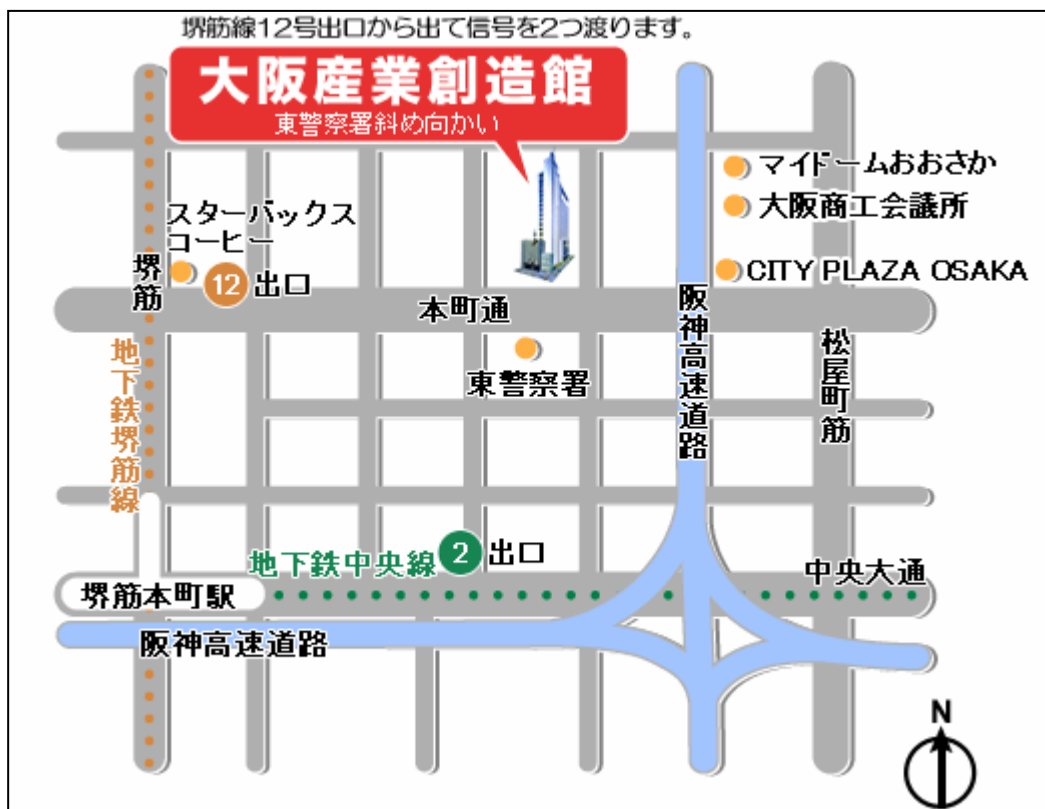 堺筋線12号出口から出て信号を2つ渡ります。
大阪産業創造館
東警察署斜め向かい
マイドームおおさか
大阪商工会議所
スターバックス
コーヒー
堺筋
12 出口
CITY PLAZA OSAKA
本町通
阪神高速道路
松屋町筋
東警察署
地下鉄堺筋線
地下鉄中央線
2 出口
中央大通
堺筋本町駅
阪神高速道路
N